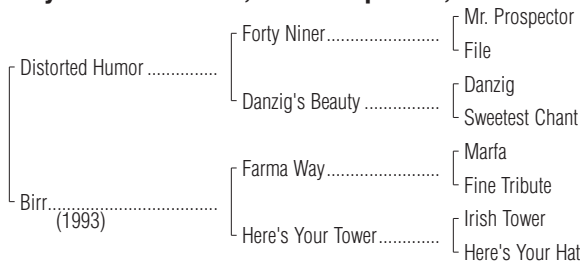 Mr. Prospector
Forty Niner
File
Distorted Humor
Danzig
Danzig's Beauty
Sweetest Chant
Marfa
Farma Way
Fine Tribute
Birr
(1993)
Irish Tower
Here's Your Tower
Here's Your Hat